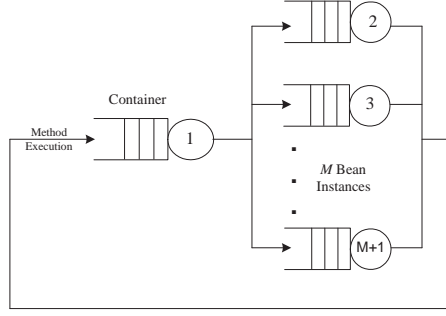 2
Container
3
Method
Execution
1
M Bean
Instances
M+1